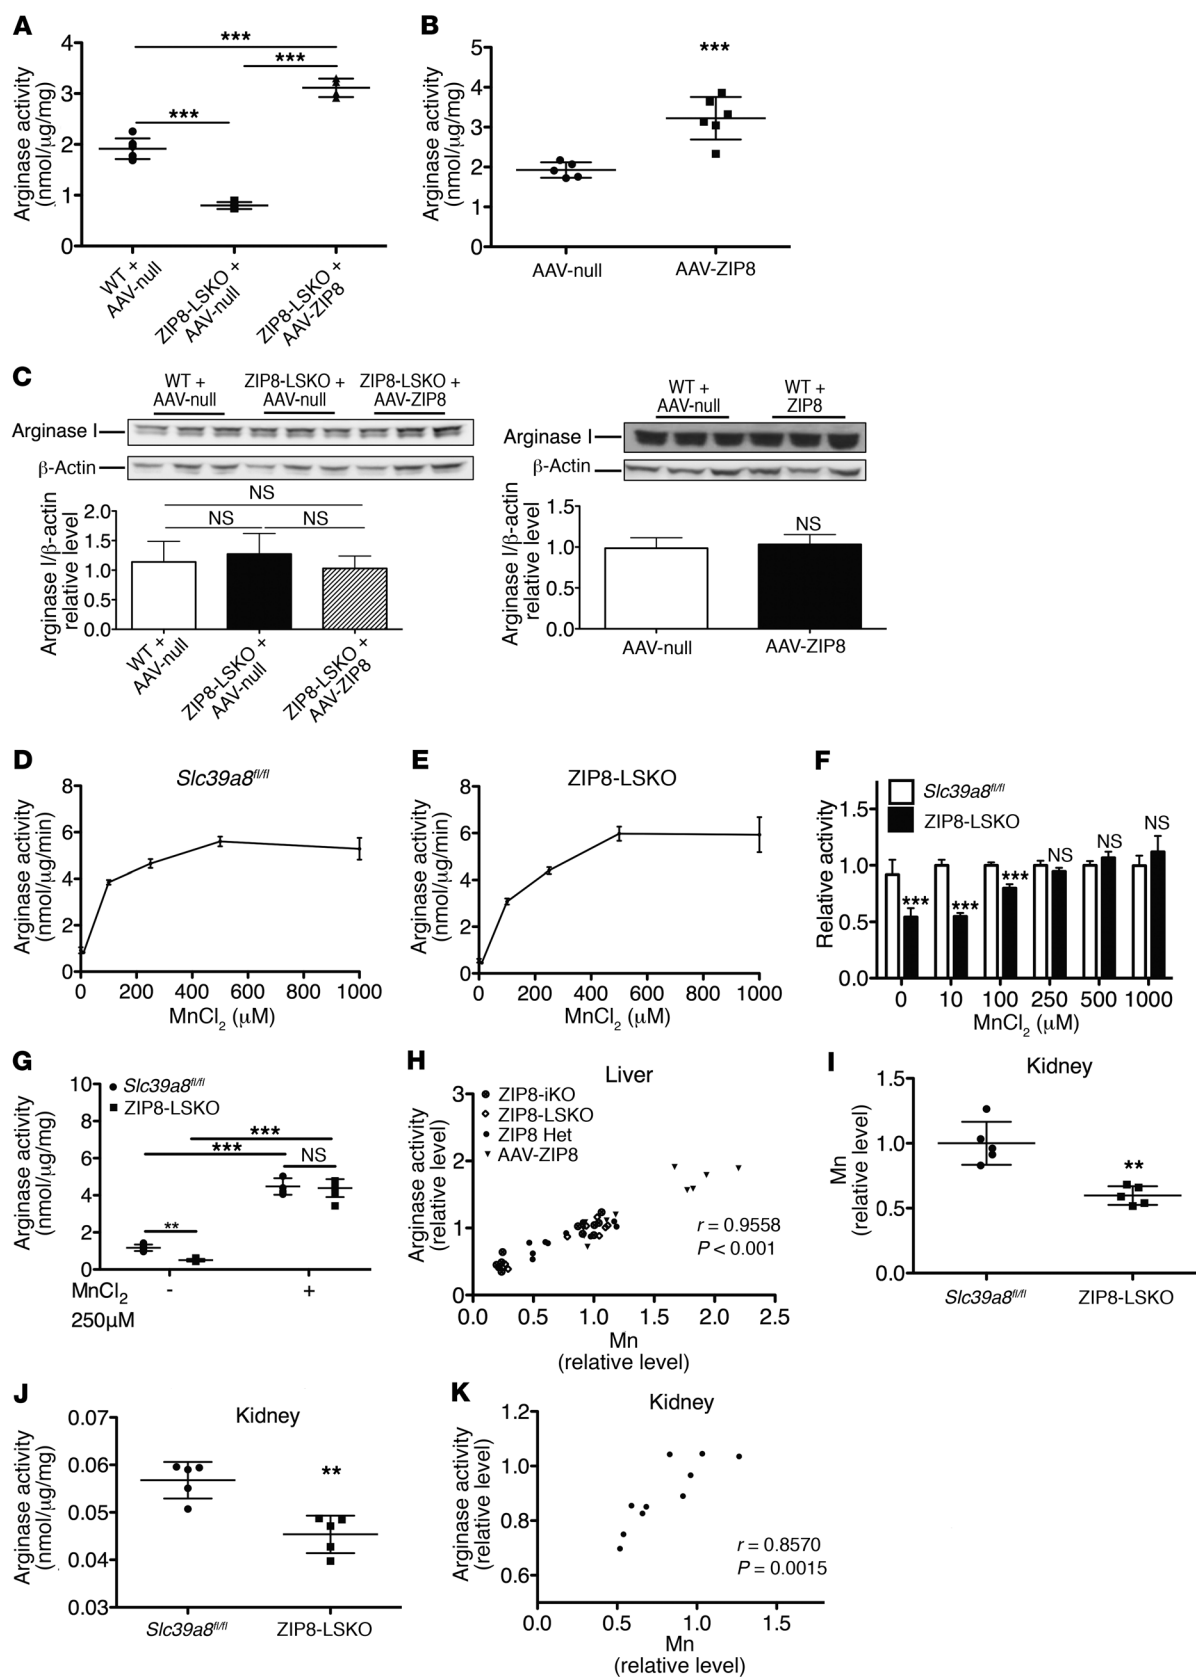 A
Arginase activity
(nmol/μg/mg)
4
3
2
1
0
***
***
***
WT +
AAV-null
ZIP8-LSKO +
AAV-null
ZIP8-LSKO +
AAV-ZIP8
B
Arginase activity
(nmol/μg/mg)
5
4
3
2
1
0
***
AAV-null
AAV-ZIP8
C
WT +
AAV-null
ZIP8-LSKO +
AAV-null
ZIP8-LSKO +
AAV-ZIP8
Arginase I
β-Actin
Arginase I/β-actin
relative level
2.0
1.5
1.0
0.5
0.0
NS
NS
NS
WT +
AAV-null
ZIP8-LSKO +
AAV-null
ZIP8-LSKO +
AAV-ZIP8
WT +
AAV-null
WT +
ZIP8
Arginase I
β-Actin
Arginase I/β-actin
relative level
1.5
1.0
0.5
0.0
NS
AAV-null
AAV-ZIP8
D
Slc39a8fl/fl
Arginase activity
(nmol/μg/min)
8
6
4
2
0
0 200 400 600 800 1000
MnCl2 (μM)
E
ZIP8-LSKO
Arginase activity
(nmol/μg/min)
8
6
4
2
0
0 200 400 600 800 1000
MnCl2 (μM)
F
Slc39a8fl/fl
ZIP8-LSKO
Relative activity
1.5
1.0
0.5
0.0
*** *** *** NS NS NS
0 10 100 250 500 1000
MnCl2 (μM)
G
Slc39a8fl/fl
ZIP8-LSKO
Arginase activity
(nmol/μg/mg)
10
8
6
4
2
0
***
***
NS
**
MnCl2 - +
250μM
H
Liver
ZIP8-iKO
ZIP8-LSKO
ZIP8 Het
AAV-ZIP8
Arginase activity
(relative level)
3
2
1
0
r = 0.9558
P < 0.001
0.0 0.5 1.0 1.5 2.0 2.5
Mn
(relative level)
I
Kidney
Mn
(relative level)
1.5
1.0
0.5
0.0
**
Slc39a8fl/fl
ZIP8-LSKO
J
Kidney
Arginase activity
(nmol/μg/mg)
0.07
0.06
0.05
0.04
0.03
**
Slc39a8fl/fl
ZIP8-LSKO
K
Kidney
Arginase activity
(relative level)
1.2
1.0
0.8
0.6
r = 0.8570
P = 0.0015
0.0 0.5 1.0 1.5
Mn
(relative level)